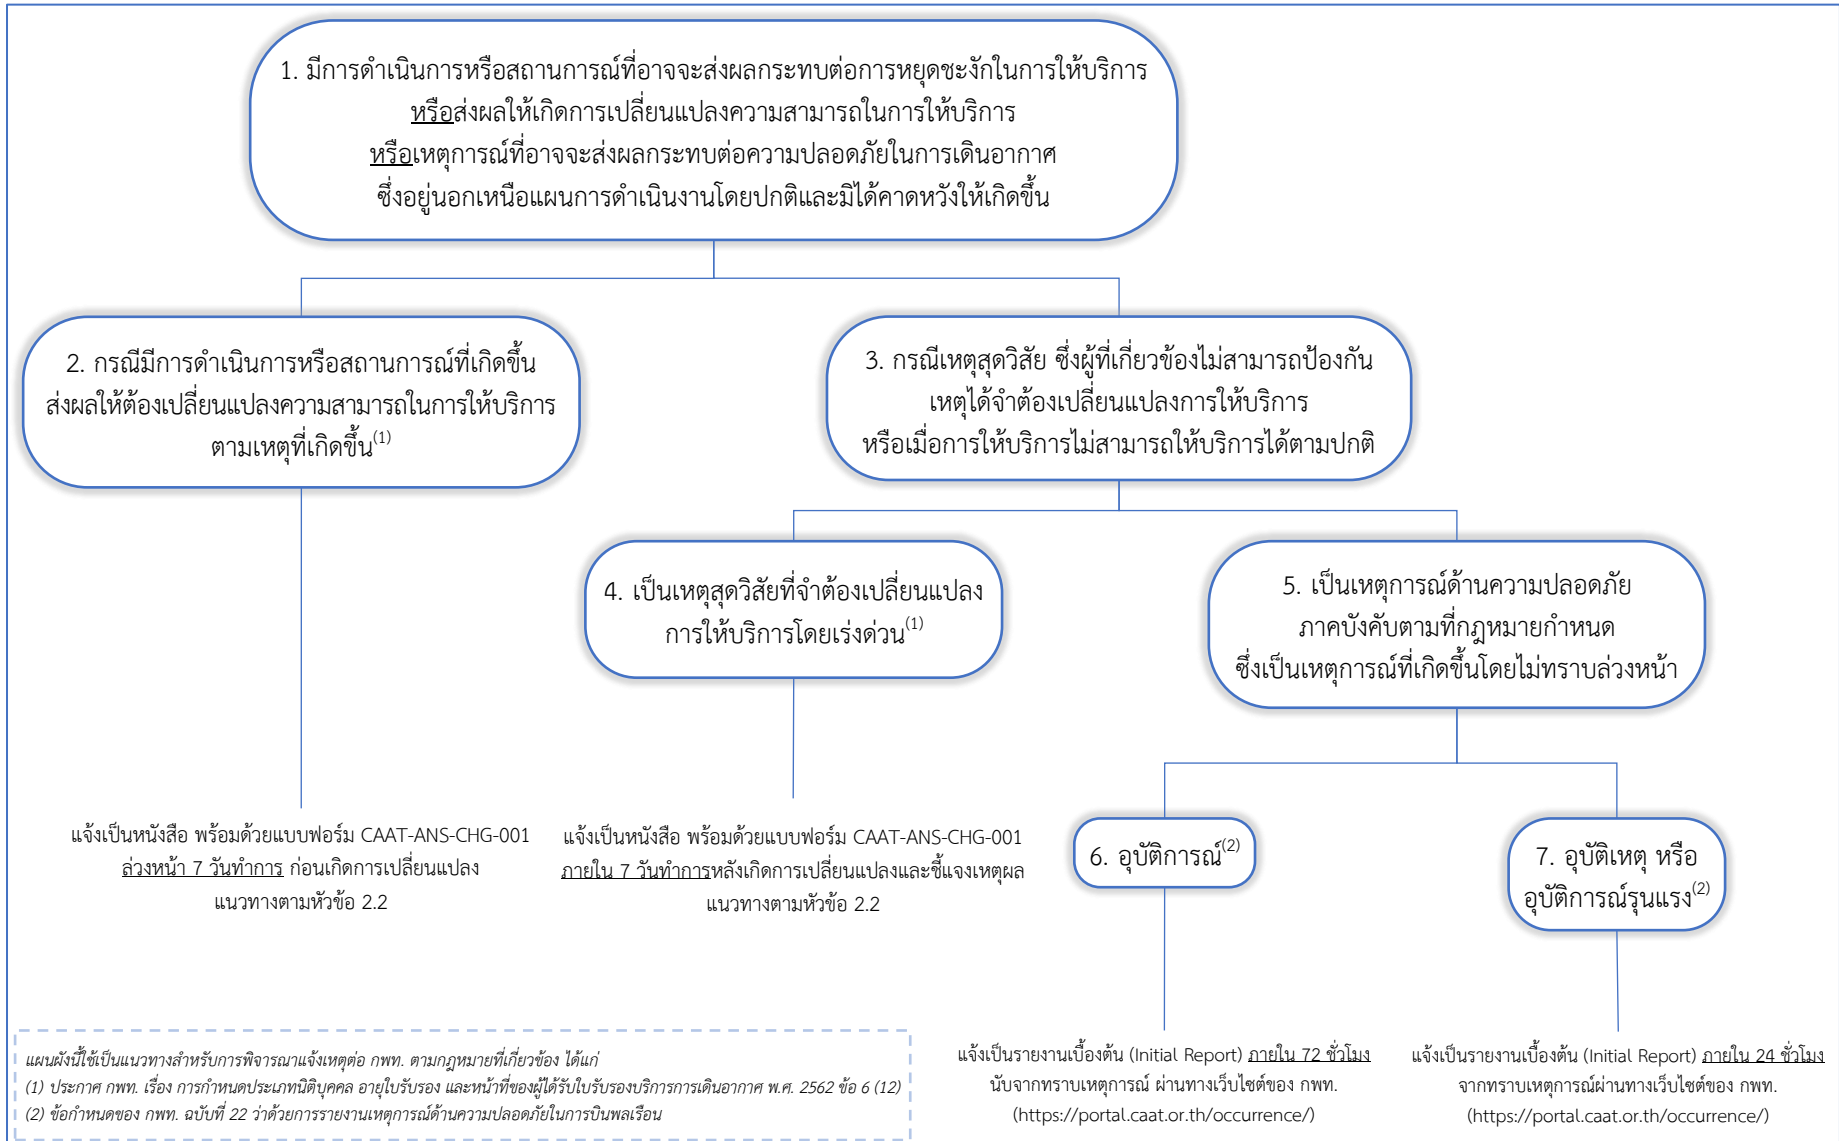 1. มีการดำเนินการหรือสถานการณ์ที่อาจจะส่งผลกระทบต่อการหยุดชะงักในการให้บริการ
หรือส่งผลให้เกิดการเปลี่ยนแปลงความสามารถในการให้บริการ
หรือเหตุการณ์ที่อาจจะส่งผลกระทบต่อความปลอดภัยในการเดินอากาศ
ซึ่งอยู่นอกเหนือแผนการดำเนินงานโดยปกติและมิได้คาดหวังให้เกิดขึ้น
2. กรณีมีการดำเนินการหรือสถานการณ์ที่เกิดขึ้น
ส่งผลให้ต้องเปลี่ยนแปลงความสามารถในการให้บริการ
ตามเหตุที่เกิดขึ้น(1)
3. กรณีเหตุสุดวิสัย ซึ่งผู้ที่เกี่ยวข้องไม่สามารถป้องกัน
เหตุได้จำต้องเปลี่ยนแปลงการให้บริการ
หรือเมื่อการให้บริการไม่สามารถให้บริการได้ตามปกติ
4. เป็นเหตุสุดวิสัยที่จำต้องเปลี่ยนแปลง
การให้บริการโดยเร่งด่วน(1)
5. เป็นเหตุการณ์ด้านความปลอดภัย
ภาคบังคับตามที่กฎหมายกำหนด
ซึ่งเป็นเหตุการณ์ที่เกิดขึ้นโดยไม่ทราบล่วงหน้า
แจ้งเป็นหนังสือ พร้อมด้วยแบบฟอร์ม CAAT-ANS-CHG-001
ล่วงหน้า 7 วันทำการ ก่อนเกิดการเปลี่ยนแปลง
แนวทางตามหัวข้อ 2.2
แจ้งเป็นหนังสือ พร้อมด้วยแบบฟอร์ม CAAT-ANS-CHG-001
ภายใน 7 วันทำการหลังเกิดการเปลี่ยนแปลงและชี้แจงเหตุผล
แนวทางตามหัวข้อ 2.2
6. อุบัติการณ์(2)
7. อุบัติเหตุ หรือ
อุบัติการณ์รุนแรง(2)
แจ้งเป็นรายงานเบื้องต้น (Initial Report) ภายใน 72 ชั่วโมง
นับจากทราบเหตุการณ์ ผ่านทางเว็บไซต์ของ กพท.
(https://portal.caat.or.th/occurrence/)
แจ้งเป็นรายงานเบื้องต้น (Initial Report) ภายใน 24 ชั่วโมง
จากทราบเหตุการณ์ผ่านทางเว็บไซต์ของ กพท.
(https://portal.caat.or.th/occurrence/)
แผนผังนี้ใช้เป็นแนวทางสำหรับการพิจารณาแจ้งเหตุต่อ กพท. ตามกฎหมายที่เกี่ยวข้อง ได้แก่
(1) ประกาศ กพท. เรื่อง การกำหนดประเภทนิติบุคคล อายุใบรับรอง และหน้าที่ของผู้ได้รับใบรับรองบริการการเดินอากาศ พ.ศ. 2562 ข้อ 6 (12)
(2) ข้อกำหนดของ กพท. ฉบับที่ 22 ว่าด้วยการรายงานเหตุการณ์ด้านความปลอดภัยในการบินพลเรือน